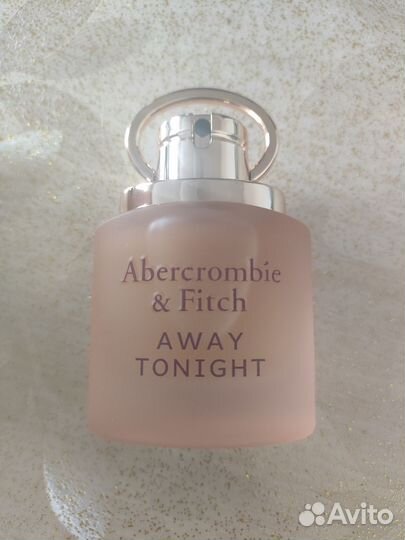 Abercrombie
& Fitch
AWAY
TONIGHT
Avito